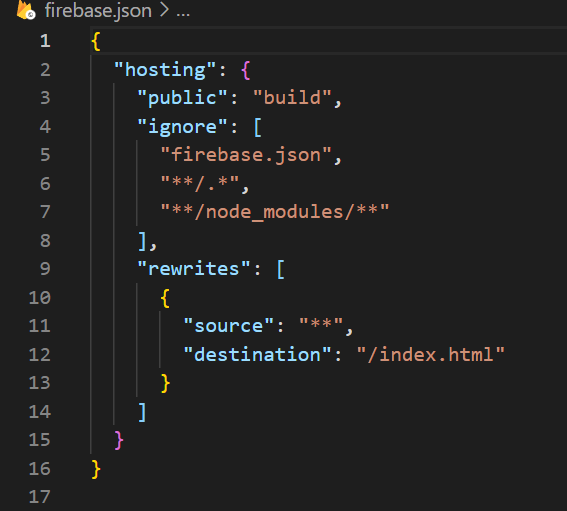 firebase.json > ...
1 {
2   "hosting": {
3     "public": "build",
4     "ignore": [
5       "firebase.json",
6       "**/.*",
7       "**/node_modules/**"
8     ],
9     "rewrites": [
10       {
11         "source": "**",
12         "destination": "/index.html"
13       }
14     ]
15   }
16 }
17